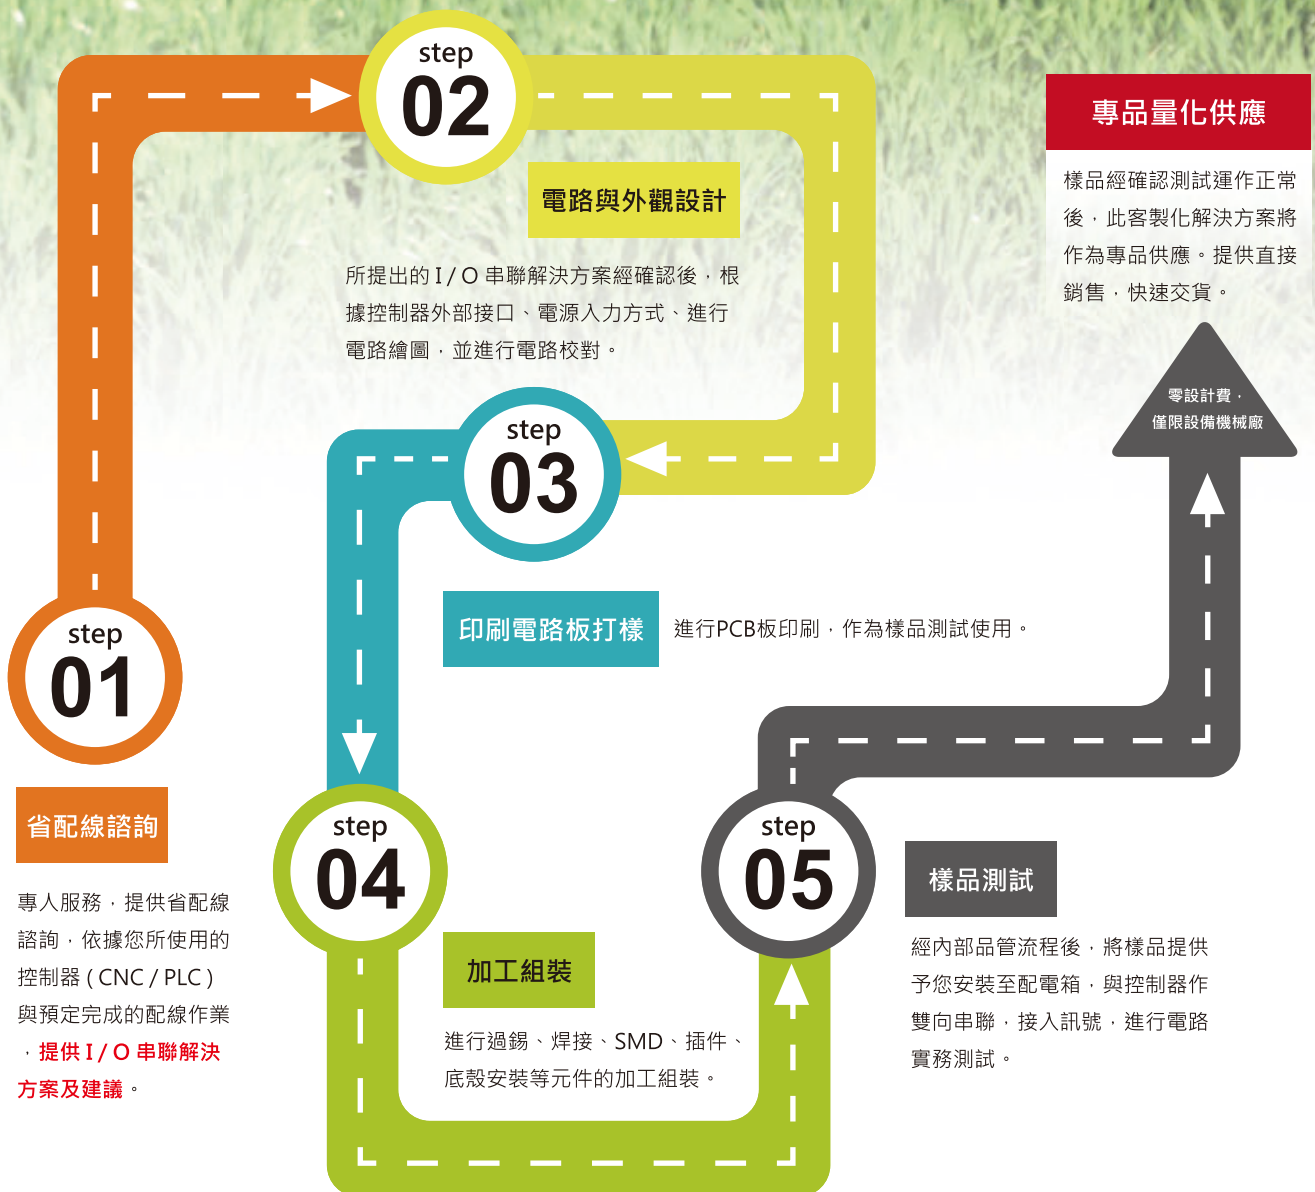 step
01
省配線諮詢
專人服務，提供省配線
諮詢，依據您所使用的
控制器 ( CNC / PLC )
與預定完成的配線作業
，提供 I / O 串聯解決
方案及建議。
step
02
電路與外觀設計
所提出的 I / O 串聯解決方案經確認後，根
據控制器外部接口、電源入力方式、進行
電路繪圖，並進行電路校對。
step
03
印刷電路板打樣
進行PCB板印刷，作為樣品測試使用。
step
04
加工組裝
進行過錫、焊接、SMD、插件、
底殼安裝等元件的加工組裝。
step
05
樣品測試
經內部品管流程後，將樣品提供
予您安裝至配電箱，與控制器作
雙向串聯，接入訊號，進行電路
實務測試。
零設計費，
僅限設備機械廠
專品量化供應
樣品經確認測試運作正常
後，此客製化解決方案將
作為專品供應。提供直接
銷售，快速交貨。